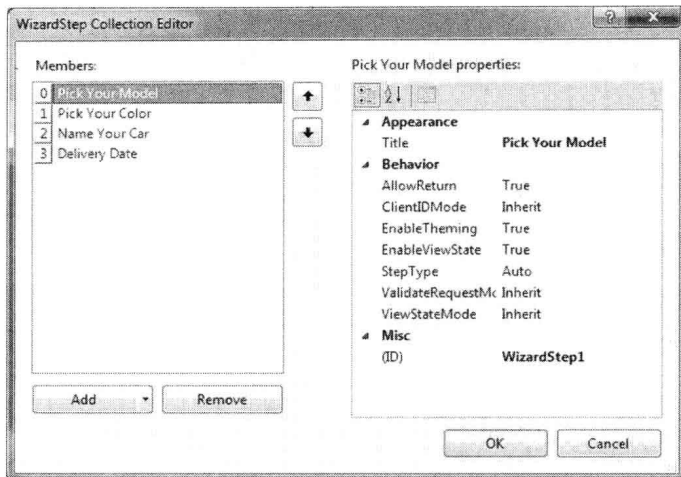 WizardStep Collection Editor
?
X
Members:
0 Pick Your Model
1 Pick Your Color
2 Name Your Car
3 Delivery Date
Add
Remove
Pick Your Model properties:
Appearance
Title Pick Your Model
Behavior
AllowReturn True
ClientIDMode Inherit
EnableTheming True
EnableViewState True
StepType Auto
ValidateRequestMo Inherit
ViewStateMode Inherit
Misc
(ID) WizardStep1
OK
Cancel